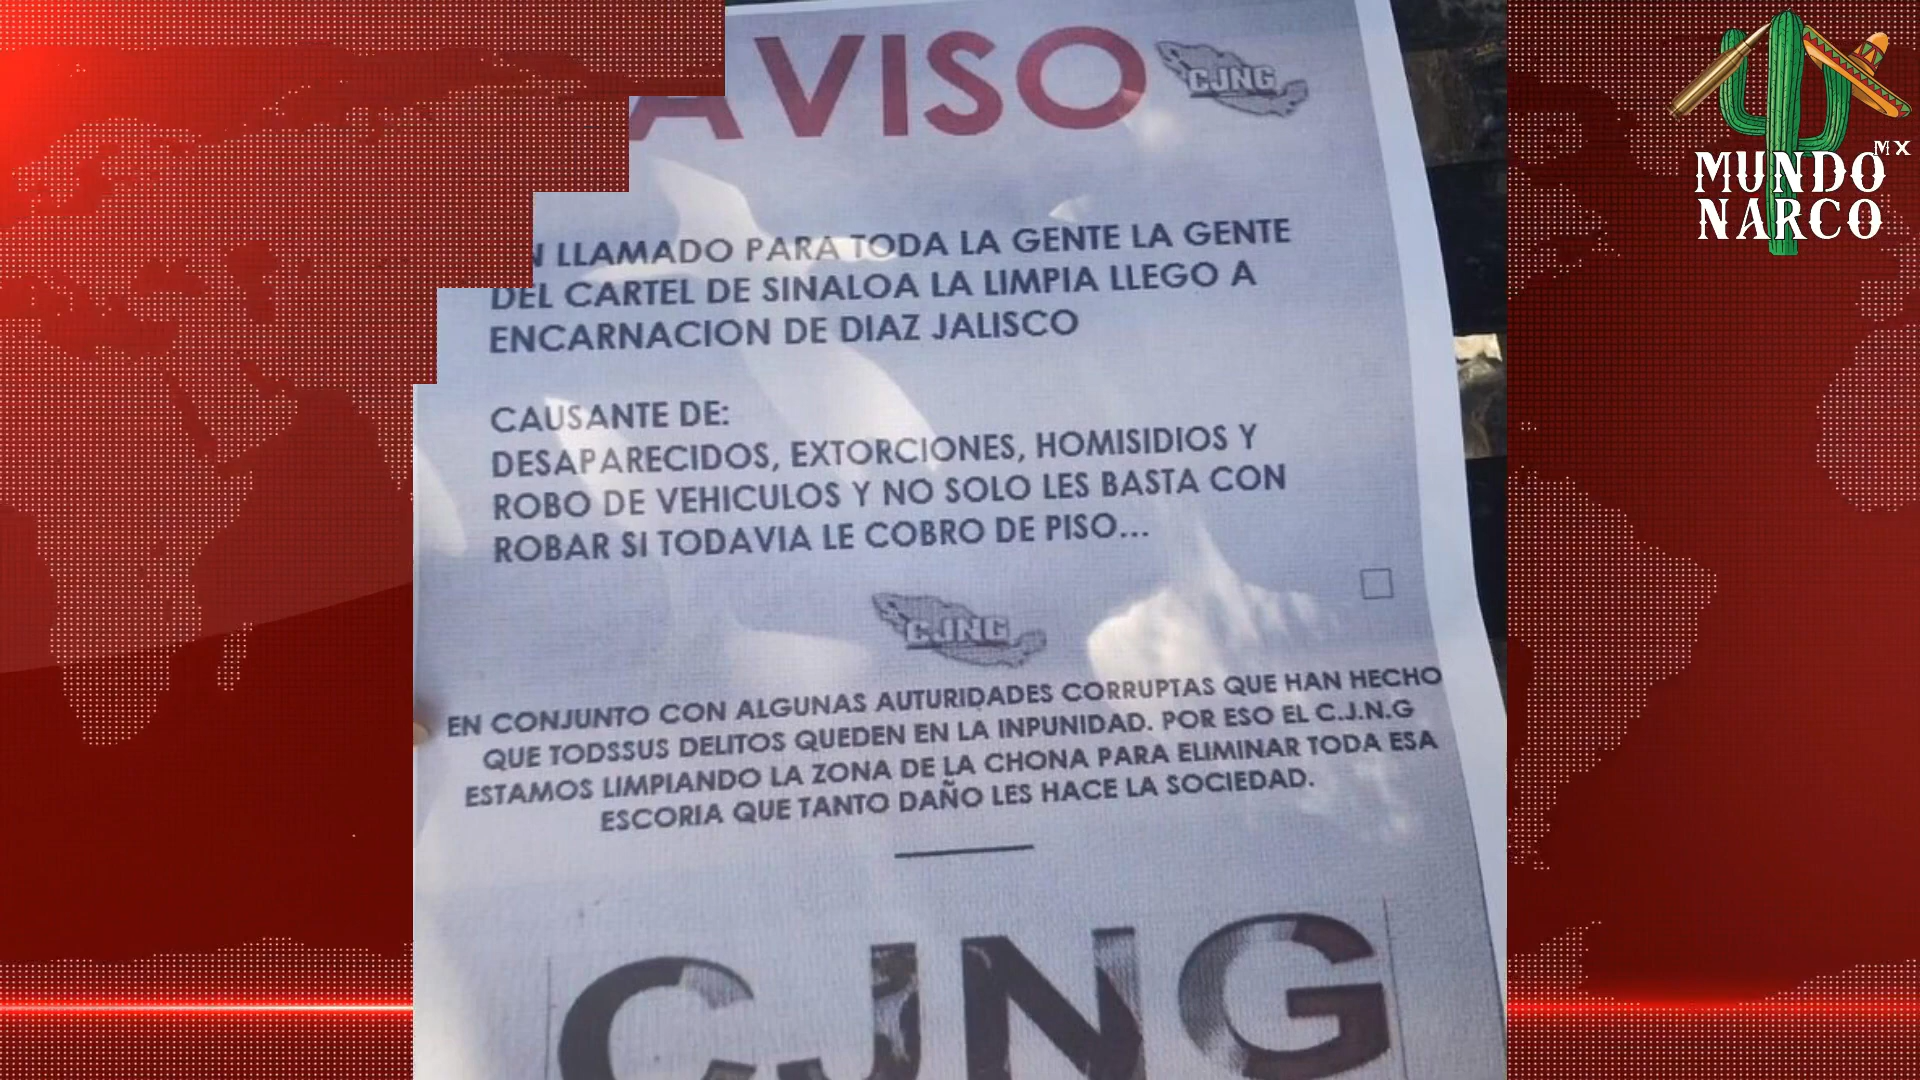 AVISO
CJNG
LLAMADO PARA TODA LA GENTE LA GENTE
DEL CARTEL DE SINALOA LA LIMPIA LLEGO A
ENCARNACION DE DIAZ JALISCO
CAUSANTE DE:
DESAPARECIDOS, EXTORCIONES, HOMISIDIOS Y
ROBO DE VEHICULOS Y NO SOLO LES BASTA CON
ROBAR SI TODAVIA LE COBRO DE PISO...
CJNG
EN CONJUNTO CON ALGUNAS AUTURIDADES CORRUPTAS QUE HAN HECHO
QUE TODSSUS DELITOS QUEDEN EN LA INPUNIDAD. POR ESO EL C.J.N.G
ESTAMOS LIMPIANDO LA ZONA DE LA CHONA PARA ELIMINAR TODA ESA
ESCORIA QUE TANTO DAÑO LES HACE LA SOCIEDAD.
CJNG
MUNDO MX
NARCO